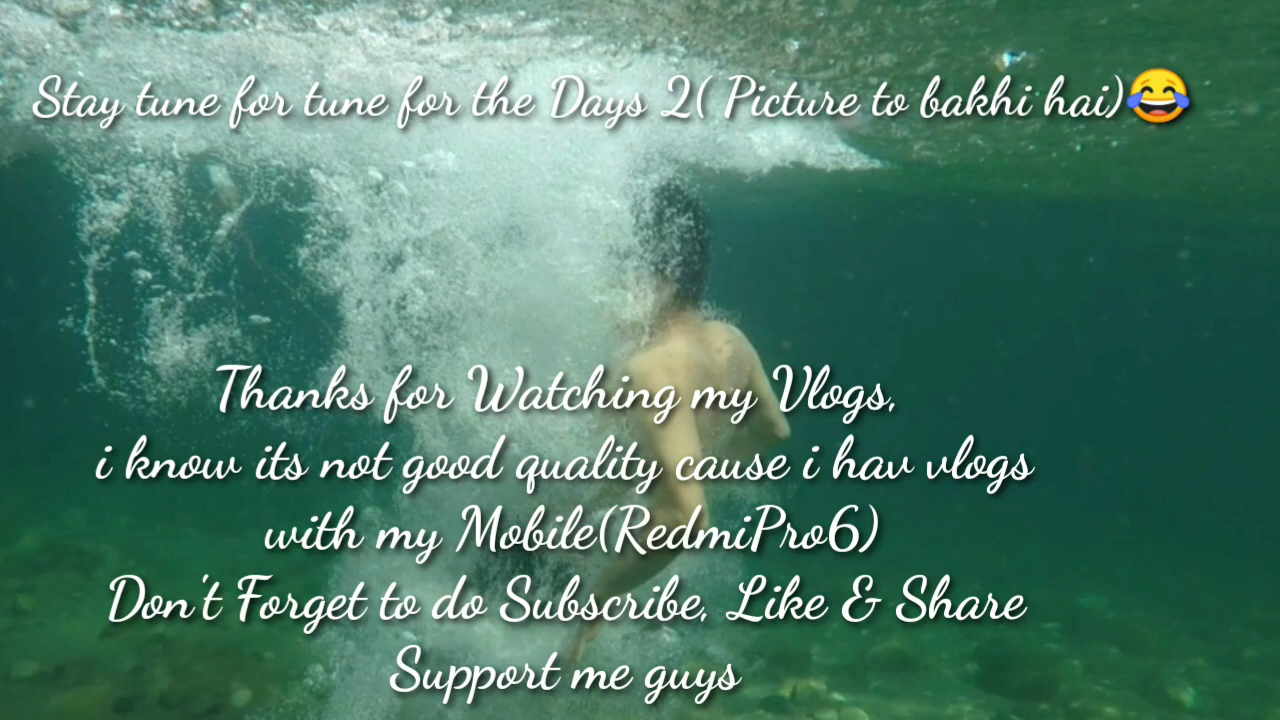 Stay tune for tune for the Days 2( Picture to bakhi hai)😂
Thanks for Watching my Vlogs,
i know its not good quality cause i hav vlogs
with my Mobile(RedmiPro6)
Don't Forget to do Subscribe, Like & Share
Support me guys